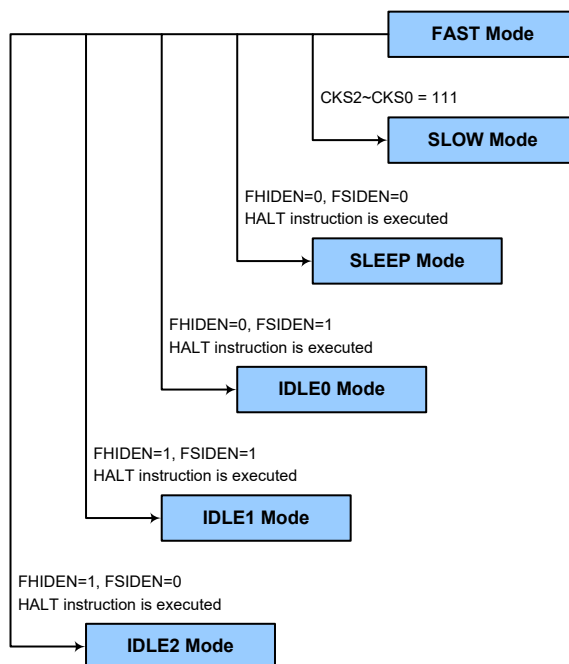 FAST Mode
CKS2~CKS0 = 111
SLOW Mode
FHIDEN=0, FSIDEN=0
HALT instruction is executed
SLEEP Mode
FHIDEN=0, FSIDEN=1
HALT instruction is executed
IDLE0 Mode
FHIDEN=1, FSIDEN=1
HALT instruction is executed
IDLE1 Mode
FHIDEN=1, FSIDEN=0
HALT instruction is executed
IDLE2 Mode